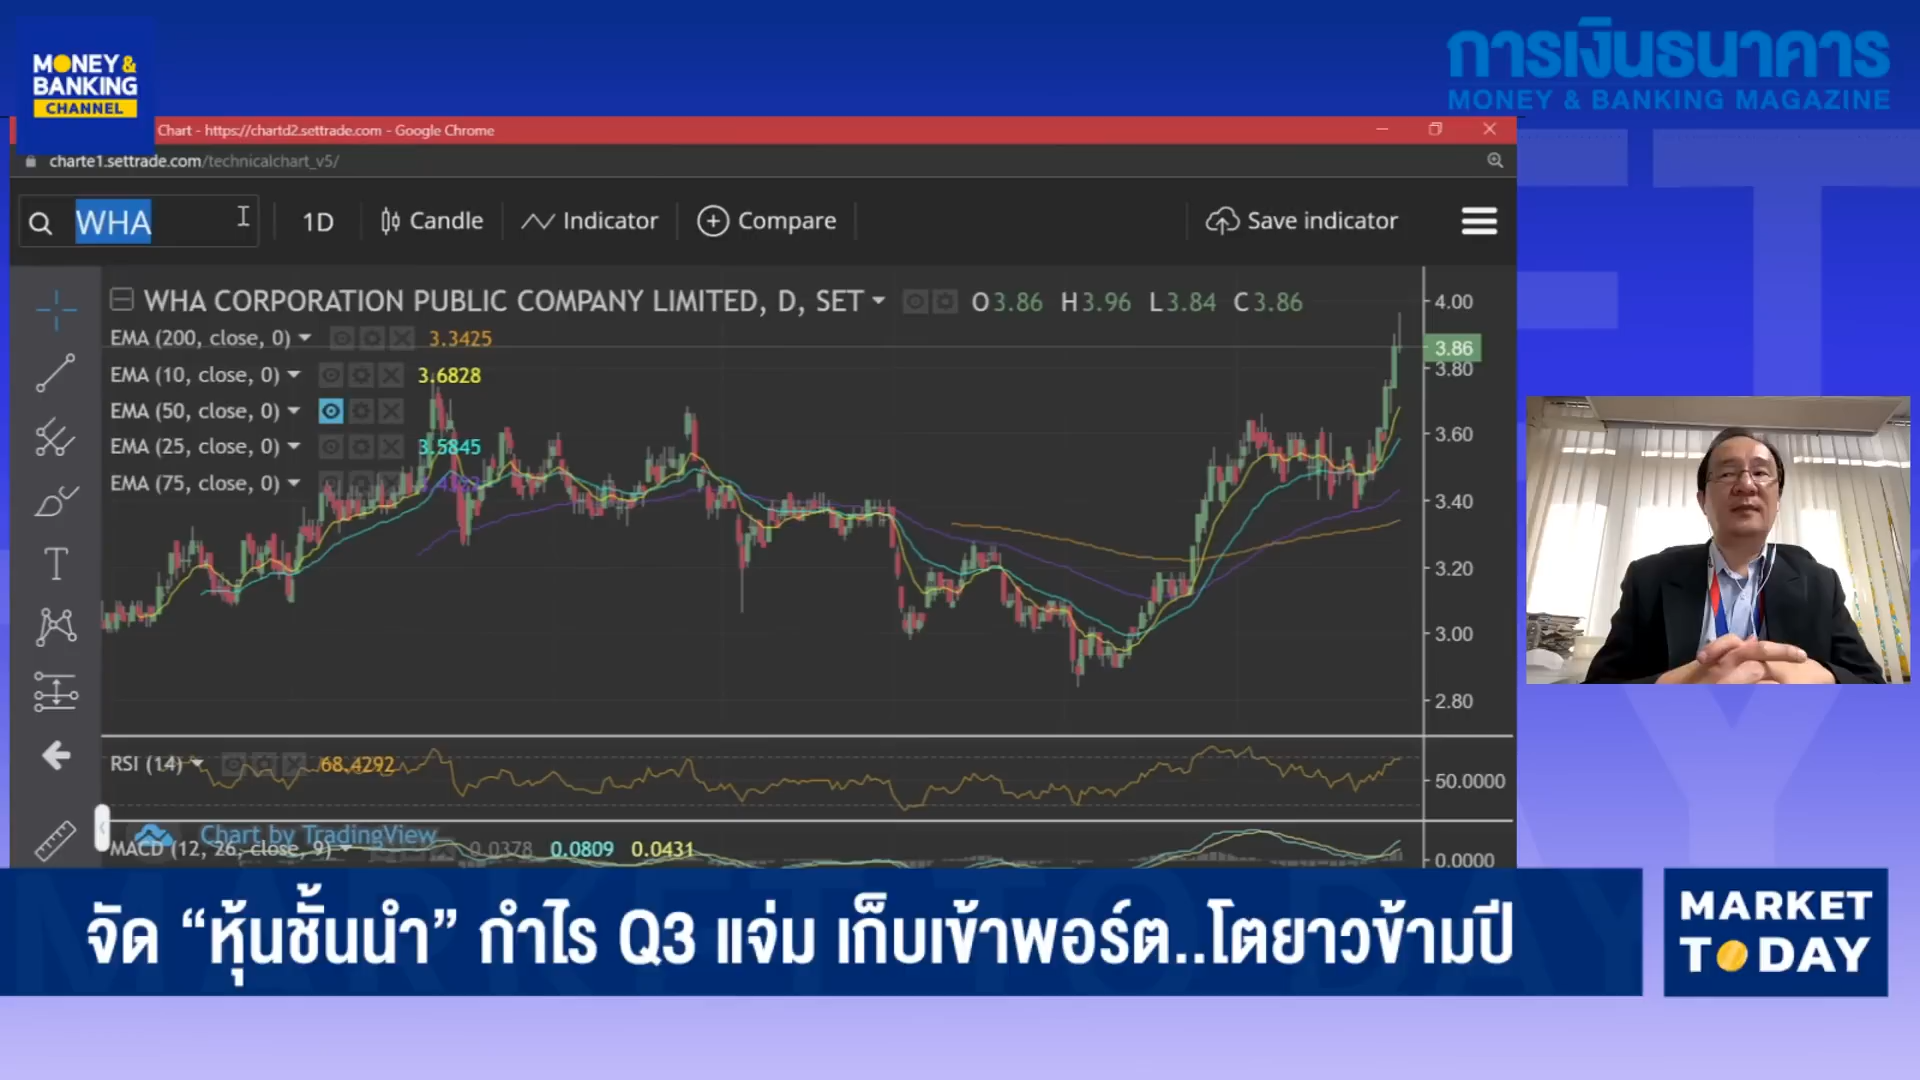 MONEY &
BANKING
CHANNEL
การเงินธนาคาร
MONEY & BANKING MAGAZINE
Chart - https://chartd2.settrade.com - Google Chrome
charte1.settrade.com/technicalchart_v5/
WHA
1D
Candle
Indicator
Compare
Save indicator
WHA CORPORATION PUBLIC COMPANY LIMITED, D, SET
O 3.86 H 3.96 L 3.84 C 3.86
EMA (200, close, 0) 3.3425
EMA (10, close, 0) 3.6828
EMA (50, close, 0)
EMA (25, close, 0) 3.5845
EMA (75, close, 0)
4.00
3.86
3.80
3.60
3.40
3.20
3.00
2.80
RSI (14) 68.4292
50.0000
Chart by TradingView
MACD (12, 26, close, 9) 0.0378 0.0809 0.0431
0.0000
จัด “หุ้นชั้นนำ” กำไร Q3 แจ่ม เก็บเข้าพอร์ต..โตยาวข้ามปี
MARKET
TODAY